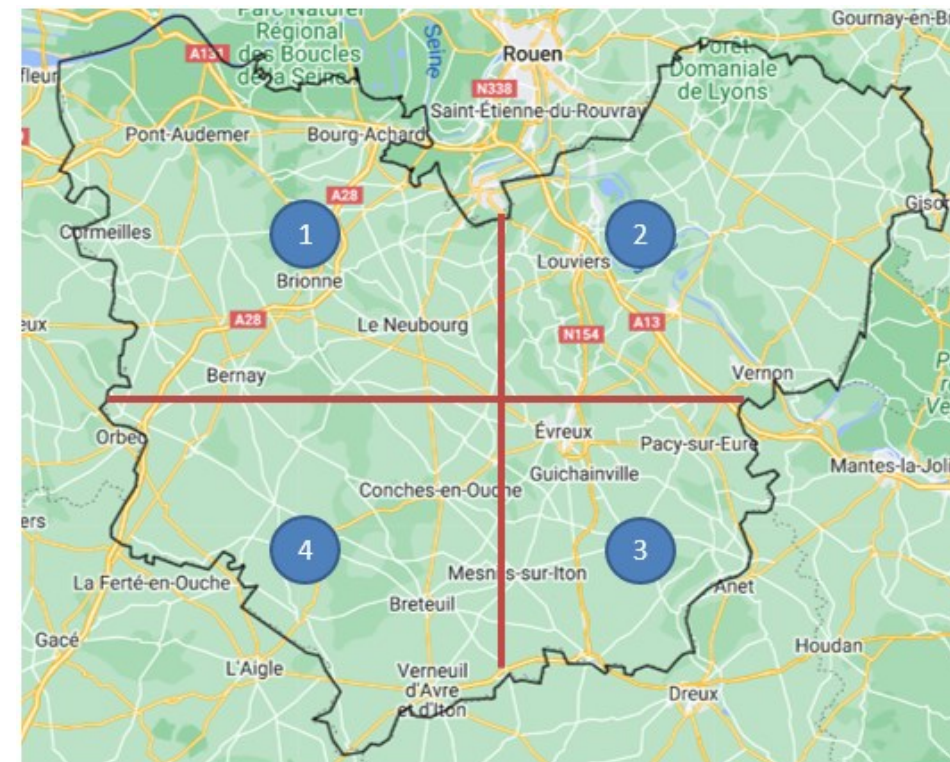 Parc Naturel
Régional
des Boucles
de la Seine
Seine
Rouen
Gournay-en-B
A131
Forêt
Domaniale
de Lyons
fleur
N338
Saint-Étienne-du-Rouvray
Pont-Audemer
Bourg-Achard
A28
Gisor
Cormeilles
1
2
Louviers
Brionne
A28
Le Neubourg
N154
A13
eux
Bernay
Vernon
P
r
Ve
Orbec
Évreux
Pacy-sur-Eure
Guichainville
Mantes-la-Joli
Conches-en-Ouche
ers
4
3
La Ferté-en-Ouche
Mesnils-sur-Iton
Anet
Breteuil
Gacé
Houdan
L'Aigle
Verneuil
d'Avre
et d'Iton
Dreux